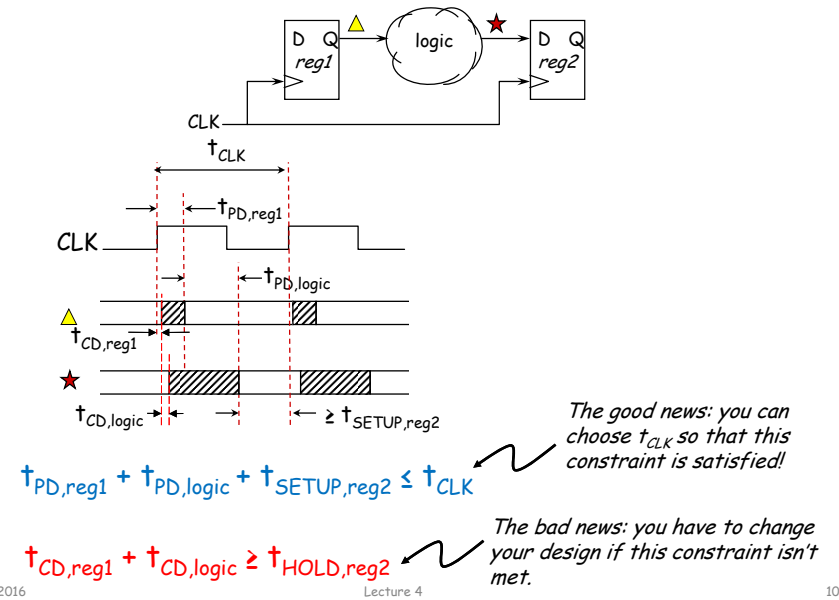 D Q
reg1
logic
D Q
reg2
CLK
tCLK
tPD,reg1
CLK
tPD,logic
tCD,reg1
tCD,logic
≥ tSETUP,reg2
The good news: you can
choose tCLK so that this
constraint is satisfied!
tPD,reg1 + tPD,logic + tSETUP,reg2 ≤ tCLK
The bad news: you have to change
your design if this constraint isn't
met.
tCD,reg1 + tCD,logic ≥ tHOLD,reg2
2016
Lecture 4
10